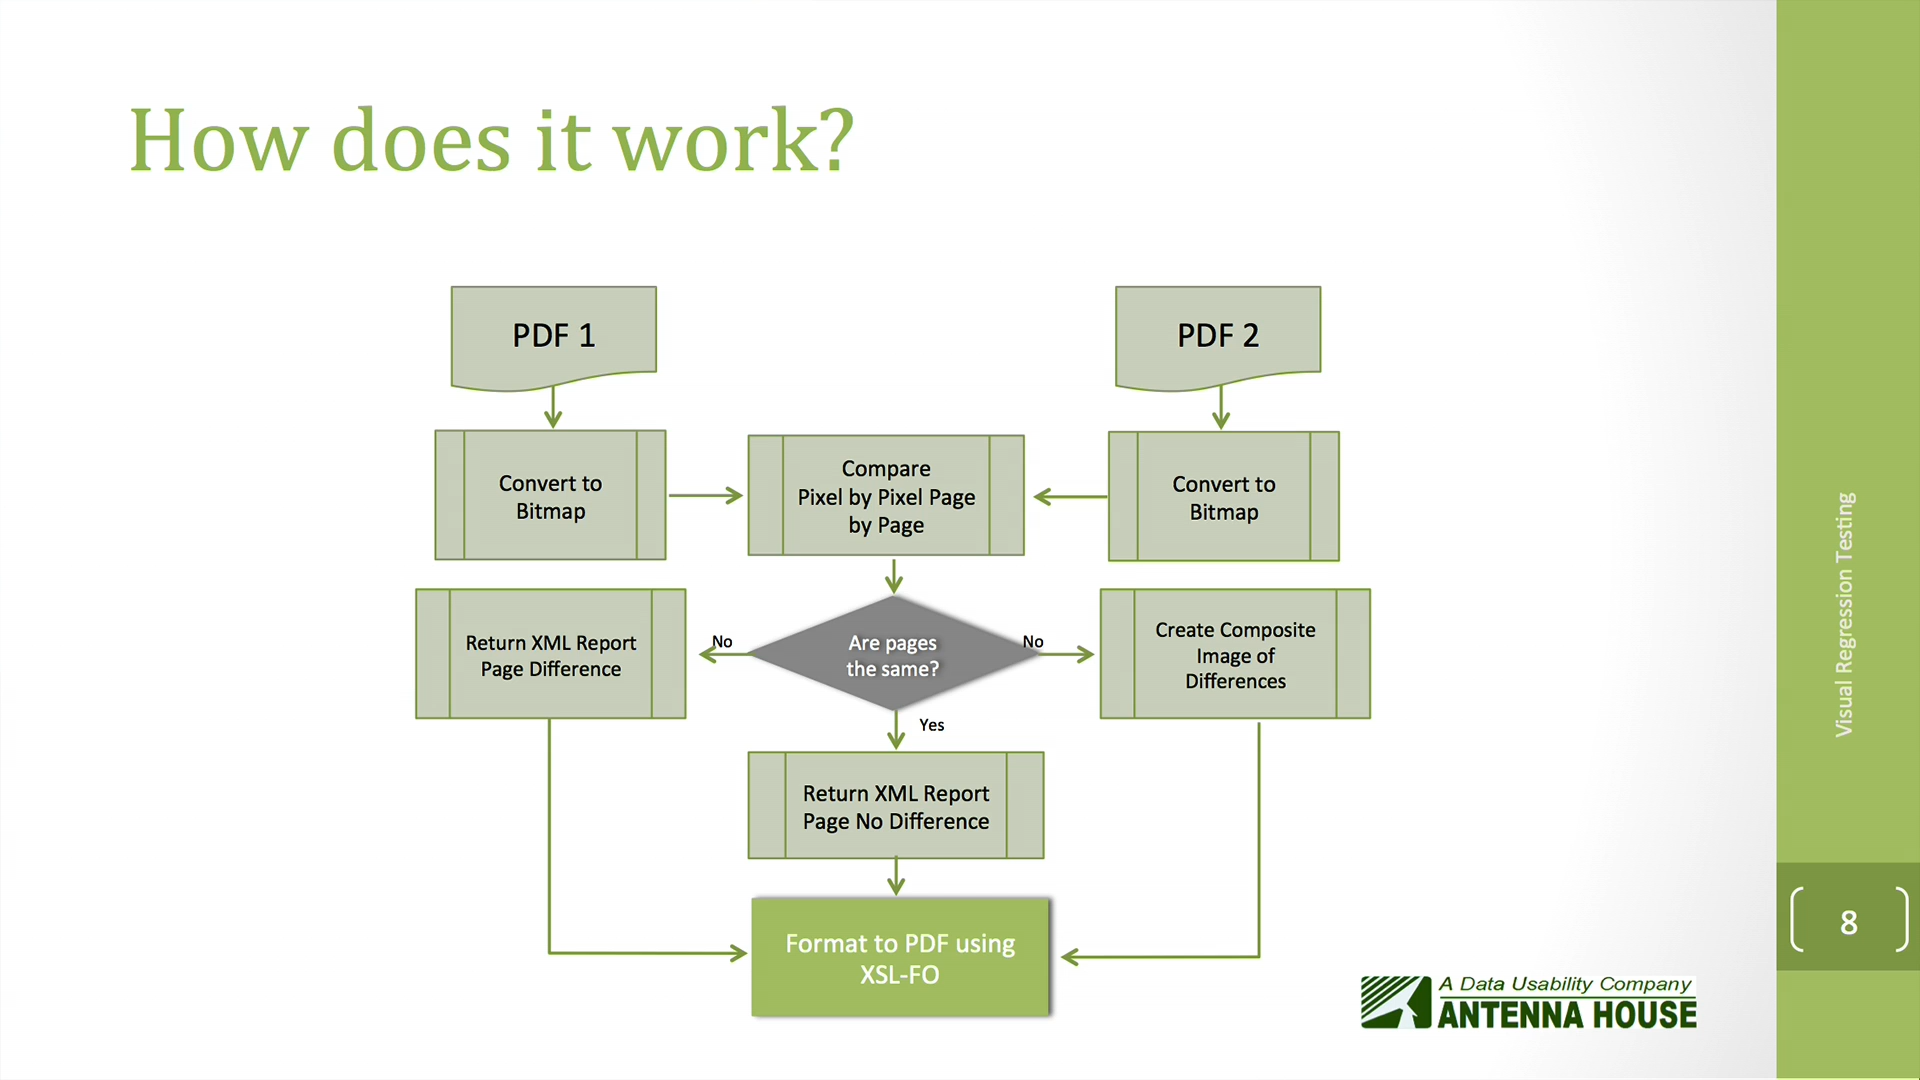 How does it work?
PDF 1
PDF 2
Convert to
Bitmap
Compare
Pixel by Pixel Page
by Page
Convert to
Bitmap
Return XML Report
Page Difference
No
Are pages
the same?
No
Create Composite
Image of
Differences
Yes
Return XML Report
Page No Difference
Format to PDF using
XSL-FO
Visual Regression Testing
8
A Data Usability Company
ANTENNA HOUSE